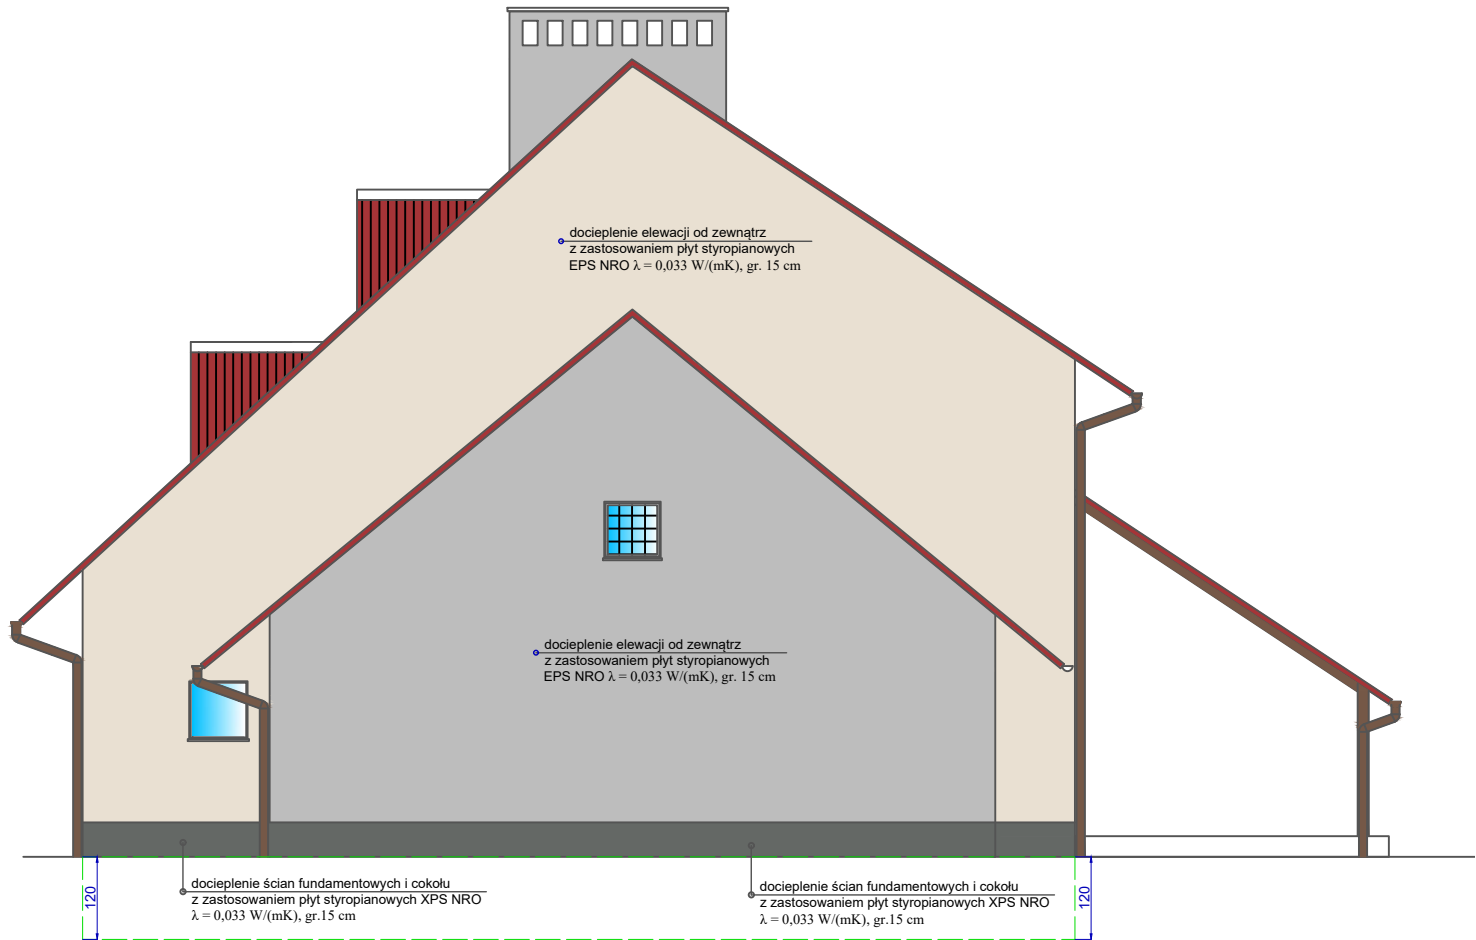 docieplenie elewacji od zewnątrz
z zastosowaniem płyt styropianowych
EPS NRO λ = 0,033 W/(mK), gr. 15 cm
docieplenie elewacji od zewnątrz
z zastosowaniem płyt styropianowych
EPS NRO λ = 0,033 W/(mK), gr. 15 cm
120
docieplenie ścian fundamentowych i cokołu
z zastosowaniem płyt styropianowych XPS NRO
λ = 0,033 W/(mK), gr.15 cm
docieplenie ścian fundamentowych i cokołu
z zastosowaniem płyt styropianowych XPS NRO
λ = 0,033 W/(mK), gr.15 cm
120